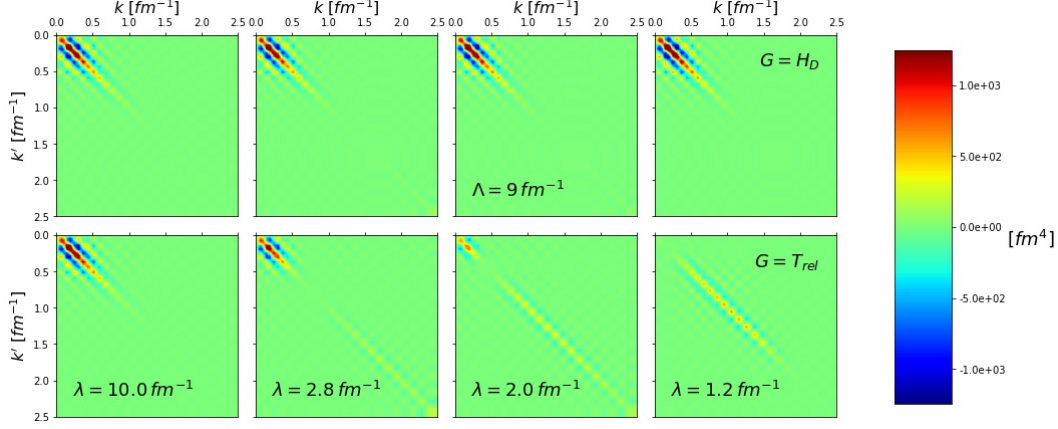 k [fm⁻¹] k [fm⁻¹] k [fm⁻¹] k [fm⁻¹]
0.0 0.5 1.0 1.5 2.0 2.5 0.0 0.5 1.0 1.5 2.0 2.5 0.0 0.5 1.0 1.5 2.0 2.5 0.0 0.5 1.0 1.5 2.0 2.5
k′ [fm⁻¹]
0.0
0.5
1.0
1.5
2.0
2.5
G = H_D
Λ = 9 fm⁻¹
k′ [fm⁻¹]
0.0
0.5
1.0
1.5
2.0
2.5
G = T_rel
λ = 10.0 fm⁻¹ λ = 2.8 fm⁻¹ λ = 2.0 fm⁻¹ λ = 1.2 fm⁻¹
1.0e+03
5.0e+02
0.0e+00
-5.0e+02
-1.0e+03
[fm⁴]